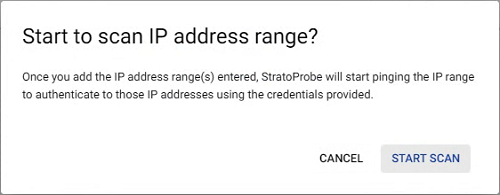 Start to scan IP address range?
Once you add the IP address range(s) entered, StratoProbe will start pinging the IP range
to authenticate to those IP addresses using the credentials provided.
CANCEL START SCAN